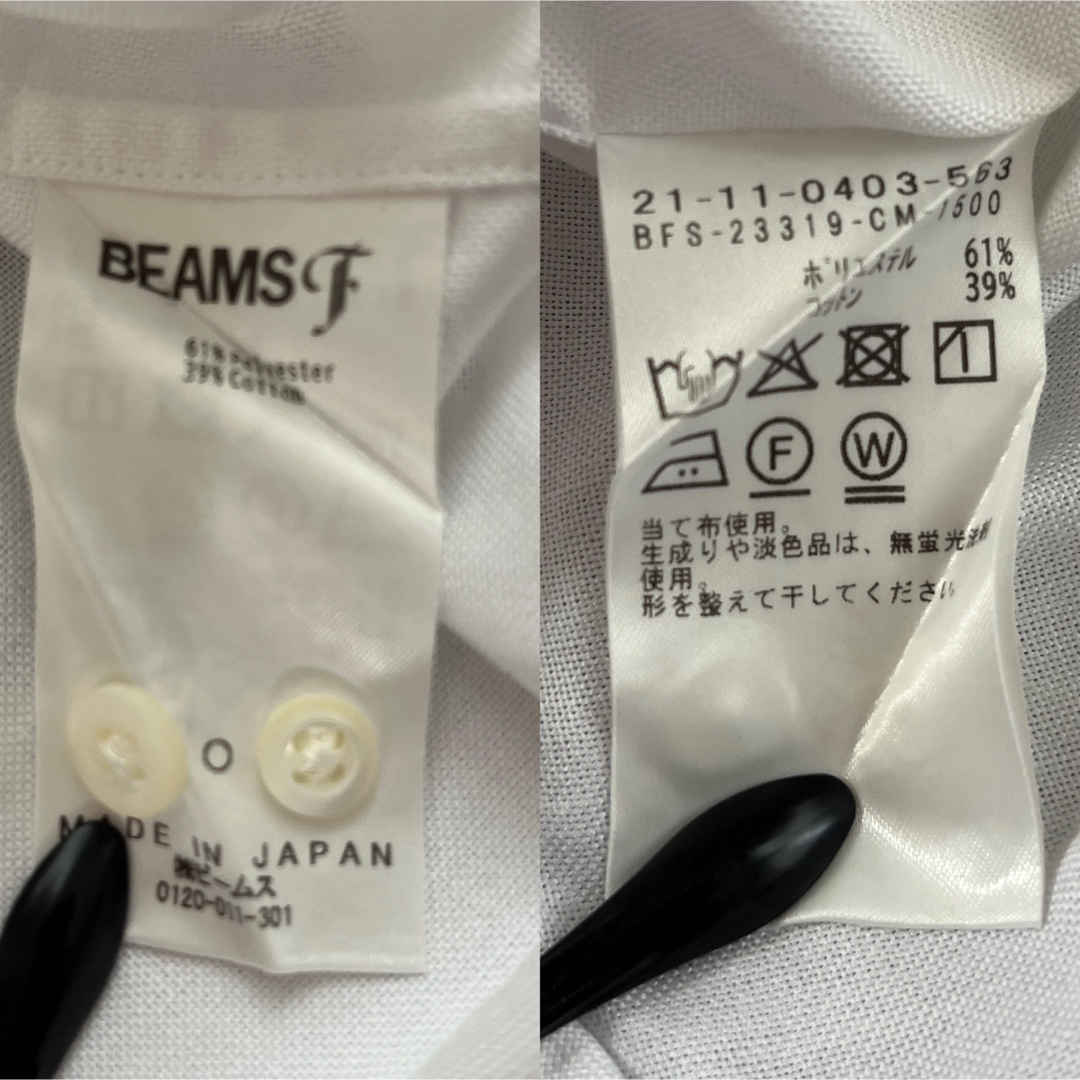 BEAMS F
61% Polyester
39% Cotton
O
MADE IN JAPAN
㈱ビームス
0120-011-301
21-11-0403-563
BFS-23319-CM-1500
ポリエステル 61%
コットン 39%
F W
当て布使用。
生成りや淡色品は、無蛍光洗剤
使用。
形を整えて干してください